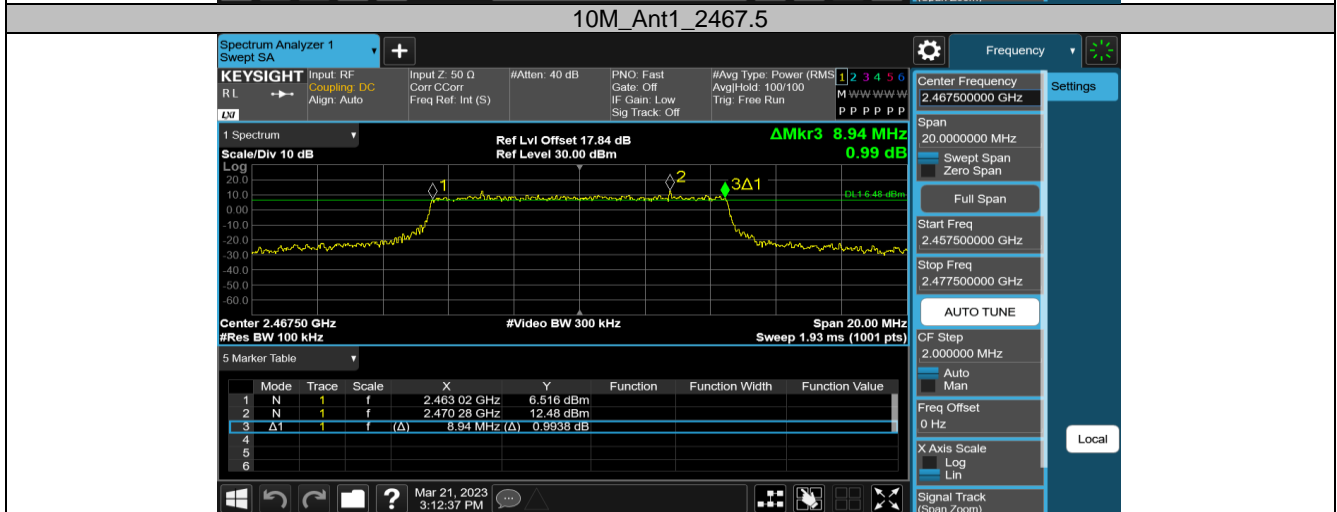 (Span Zoom)
10M_Ant1_2467.5
Spectrum Analyzer 1
Swept SA
+
Frequency
KEYSIGHT
Input: RF
Input Z: 50 Ω
#Atten: 40 dB
PNO: Fast
#Avg Type: Power (RMS
1 2 3 4 5 6
R L
Coupling: DC
Corr CCorr
Gate: Off
Avg|Hold: 100/100
M W W W W W
Align: Auto
Freq Ref: Int (S)
IF Gain: Low
Trig: Free Run
LXI
Sig Track: Off
P P P P P P
Center Frequency
2.467500000 GHz
Settings
1 Spectrum
Ref Lvl Offset 17.84 dB
ΔMkr3 8.94 MHz
Scale/Div 10 dB
Ref Level 30.00 dBm
0.99 dB
Log
20.0
10.0
0.00
-10.0
-20.0
-30.0
-40.0
-50.0
-60.0
1
2
3Δ1
DL1 6.48 dBm
Center 2.46750 GHz
#Video BW 300 kHz
Span 20.00 MHz
#Res BW 100 kHz
Sweep 1.93 ms (1001 pts)
Span
20.0000000 MHz
Swept Span
Zero Span
Full Span
Start Freq
2.457500000 GHz
Stop Freq
2.477500000 GHz
AUTO TUNE
CF Step
2.000000 MHz
Auto
Man
Freq Offset
0 Hz
X Axis Scale
Log
Lin
Signal Track
(Span Zoom)
Local
5 Marker Table
Mode Trace Scale X Y Function Function Width Function Value
1 N 1 f 2.463 02 GHz 6.516 dBm
2 N 1 f 2.470 28 GHz 12.48 dBm
3 Δ1 1 f (Δ) 8.94 MHz (Δ) 0.9938 dB
4
5
6
?
Mar 21, 2023
3:12:37 PM